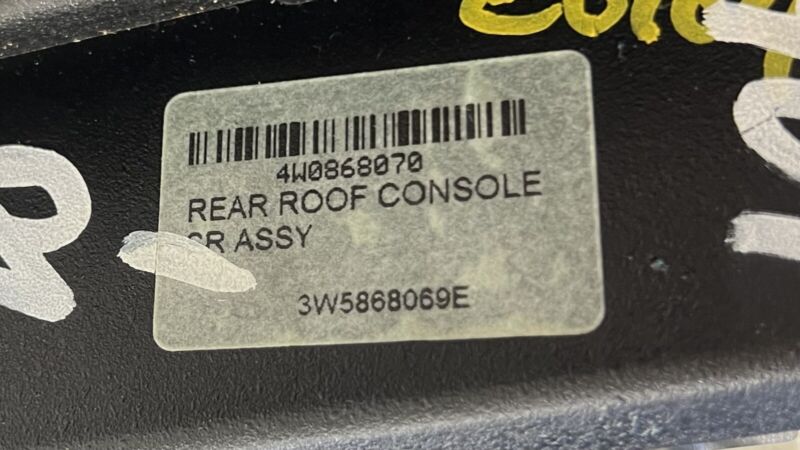 4W0868070
REAR ROOF CONSOLE
SR ASSY
3W5868069E